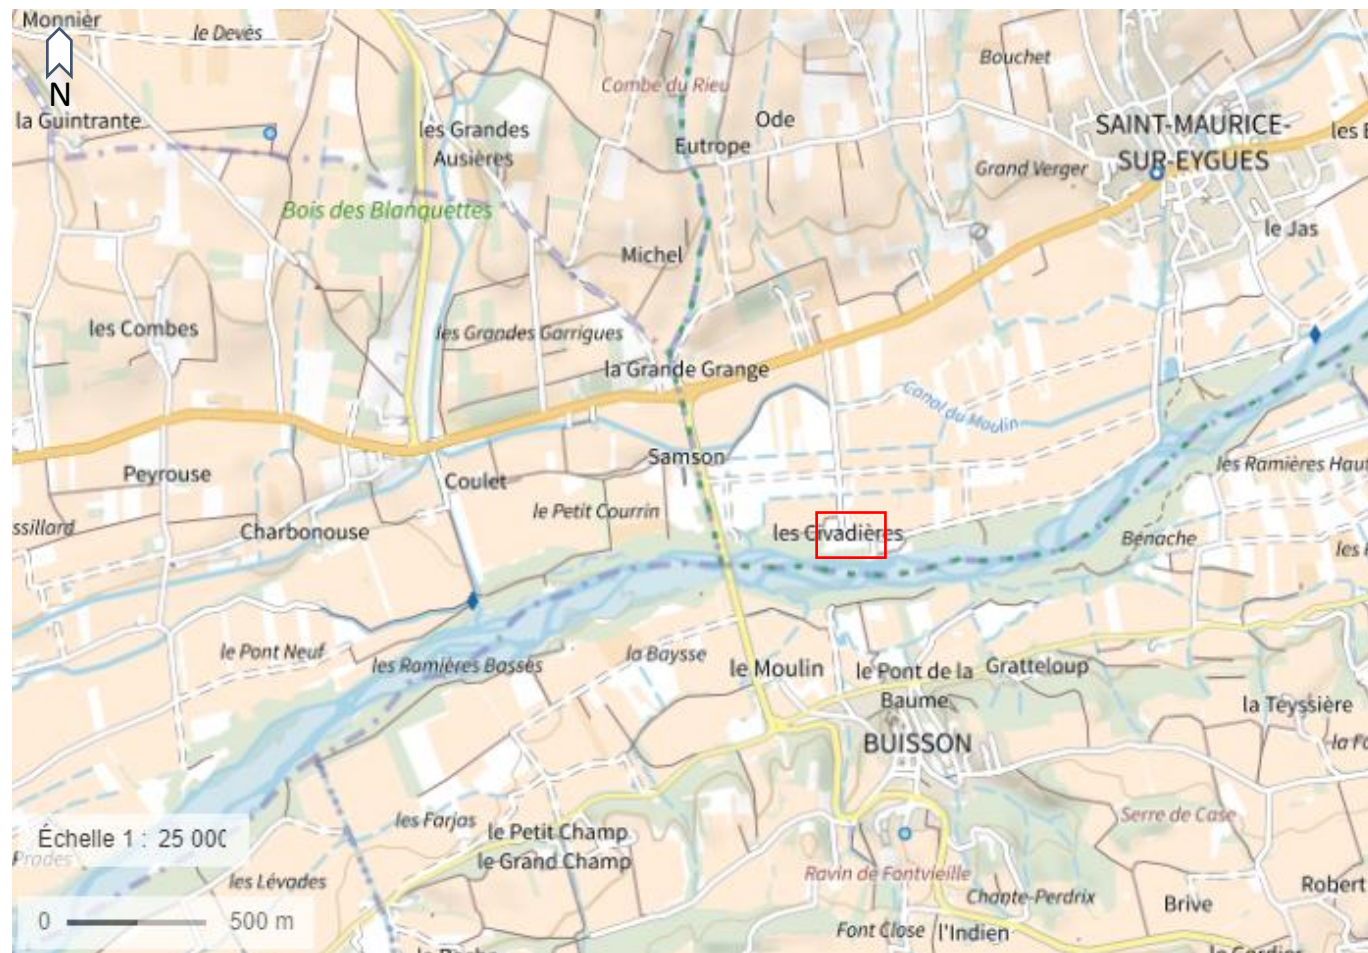 Monnier
le Devès
Bouchet
N
Combe du Rieu
la Guintrante
les Grandes
Ausières
Ode
Eutrope
SAINT-MAURICE-
SUR-EYGUES
Grand Verger
Bois des Blanquettes
le Jas
Michel
les Combes
les Grandes Garrigues
la Grande Grange
Canal du Moulin
Samson
Peyrouse
Coulet
les Ramières Haut
le Petit Courrin
ssillard
Charbonouse
les Civadières
Bénache
le Pont Neuf
les Ramières Basses
la Baysse
le Moulin
le Pont de la
Baume
Gratteloup
la Teyssière
BUISSON
Serre de Case
les Farjas
le Petit Champ
le Grand Champ
Échelle 1 : 25 000
Prades
Ravin de Fontvieille
les Lévades
Chante-Perdrix
Robert
Brive
0 500 m
Font Close
l'Indien